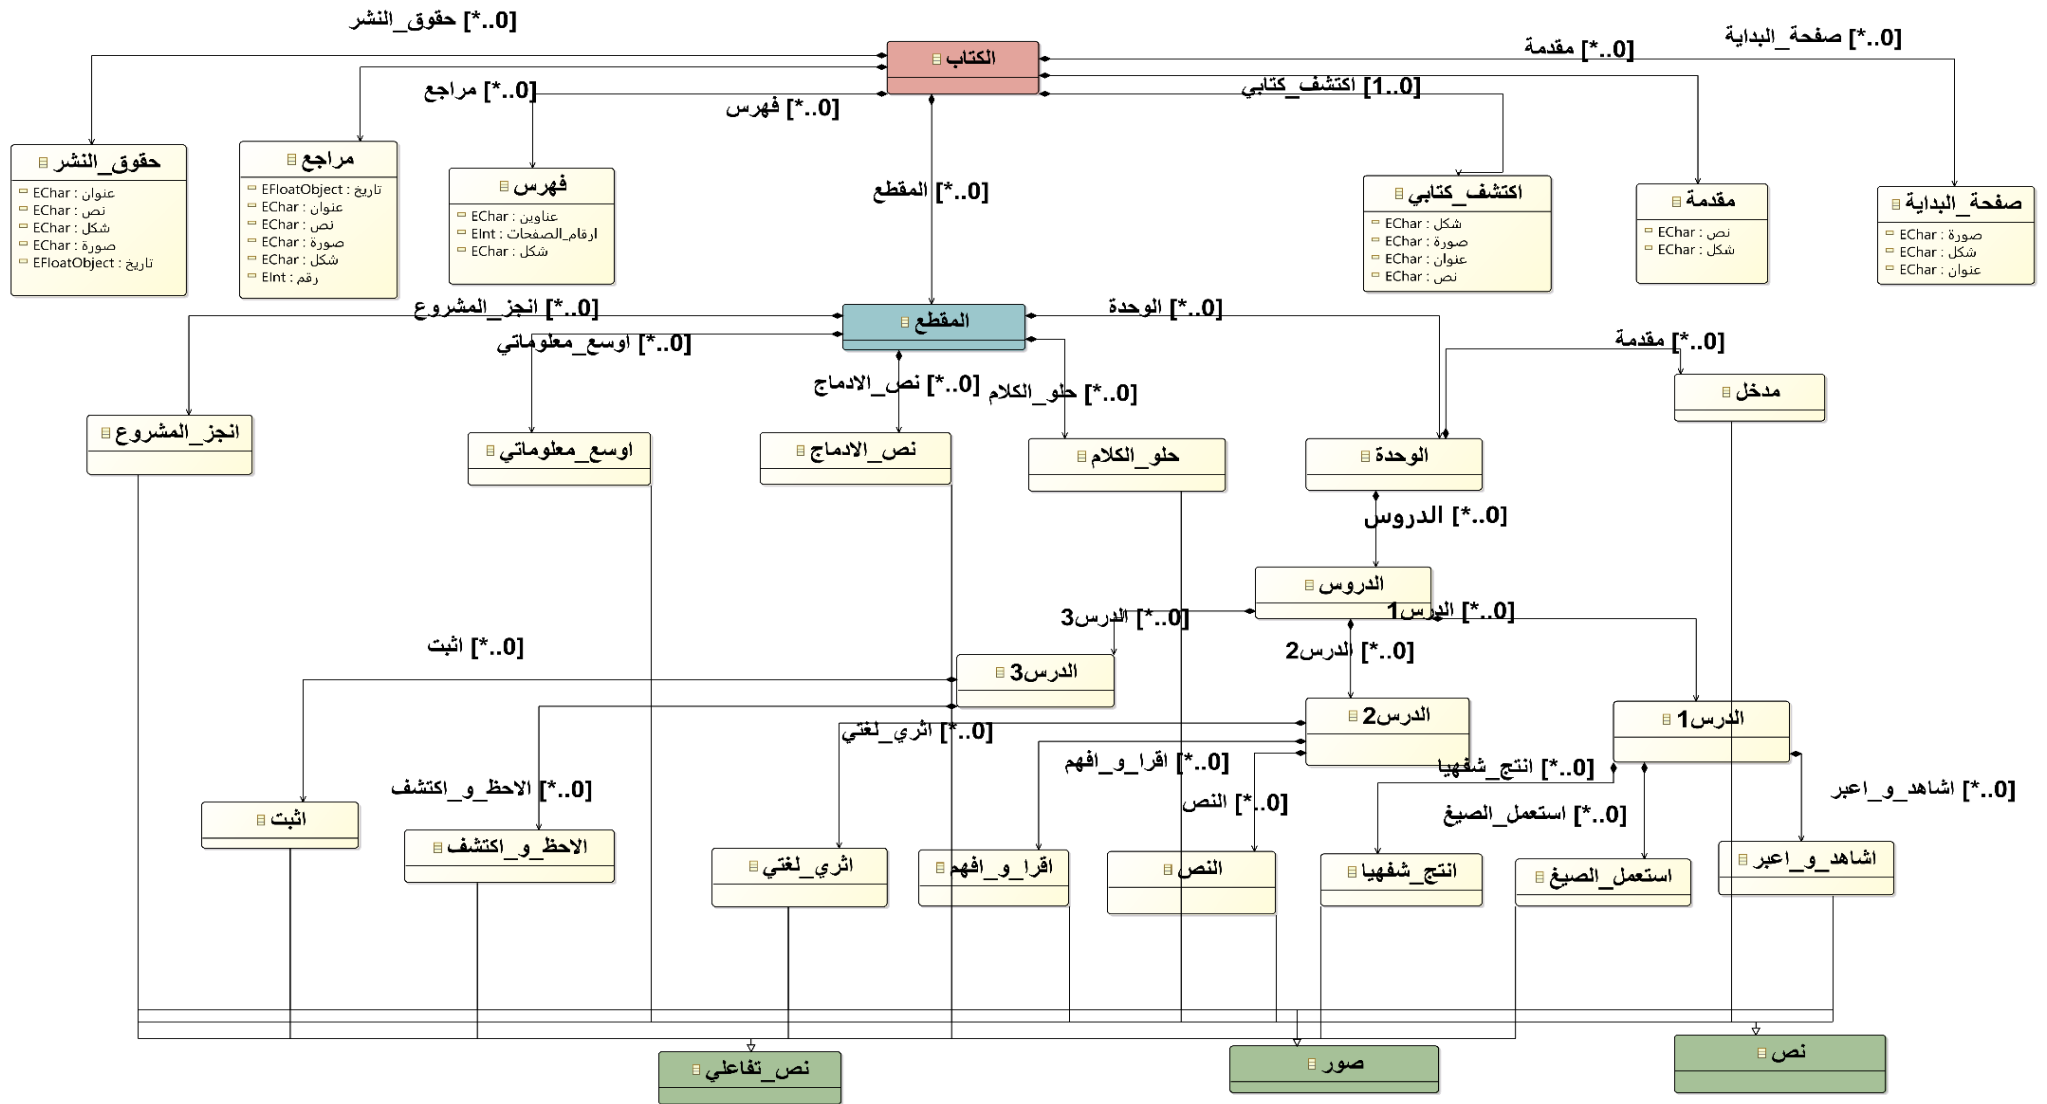 حقوق_النشر [0..*]
صفحة_البداية [0..*]
مقدمة [0..*]
الكتاب
اكتشف_كتابي [0..1]
مراجع [0..*]
فهرس [0..*]
حقوق_النشر
عنوان : EChar
نص : EChar
شكل : EChar
صورة : EChar
تاريخ : EFloatObject
مراجع
تاريخ : EFloatObject
عنوان : EChar
نص : EChar
صورة : EChar
شكل : EChar
رقم : EInt
فهرس
عناوين : EChar
ارقام_الصفحات : EInt
شكل : EChar
المقطع [0..*]
اكتشف_كتابي
شكل : EChar
صورة : EChar
عنوان : EChar
نص : EChar
مقدمة
نص : EChar
شكل : EChar
صفحة_البداية
صورة : EChar
شكل : EChar
عنوان : EChar
انجز_المشروع [0..*]
المقطع
الوحدة [0..*]
اوسع_معلوماتي [0..*]
مقدمة [0..*]
نص_الادماج [0..*]
حلو_الكلام [0..*]
مدخل
انجز_المشروع
اوسع_معلوماتي
نص_الادماج
حلو_الكلام
الوحدة
الدروس [0..*]
الدروس
الدرس3 [0..*]
الدرس1 [0..*]
اثبت [0..*]
الدرس2 [0..*]
الدرس3
الدرس2
الدرس1
اثري_لغتي [0..*]
اقرا_و_افهم [0..*]
انتج_شفهيا [0..*]
الاحظ_و_اكتشف [0..*]
النص [0..*]
استعمل_الصيغ [0..*]
اشاهد_و_اعبر [0..*]
اثبت
الاحظ_و_اكتشف
اثري_لغتي
اقرا_و_افهم
النص
انتج_شفهيا
استعمل_الصيغ
اشاهد_و_اعبر
نص_تفاعلي
صور
نص